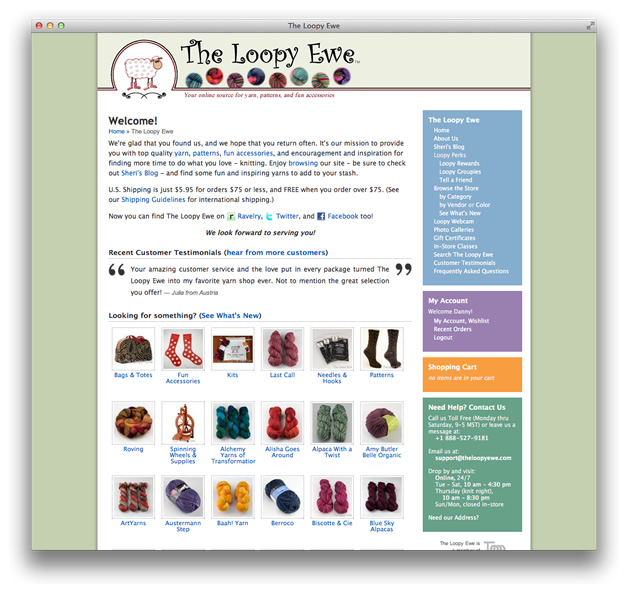 The Loopy Ewe
The Loopy Ewe™
Your online source for yarn, patterns, and fun accessories
Welcome!
Home » The Loopy Ewe
We're glad that you found us, and we hope that you return often. It's our mission to
provide you with top quality yarn, patterns, fun accessories, and encouragement and inspiration for
finding more time to do what you love – knitting. Enjoy browsing our site – be sure to check
out Sheri's Blog – and find some fun and inspiring yarns to add to your stash.
U.S. Shipping is just $5.95 for orders $75 or less, and FREE when you order over $75. (See
our Shipping Guidelines for international shipping.)
Now you can find The Loopy Ewe on r Ravelry, Twitter, and f Facebook too!
We look forward to serving you!
Recent Customer Testimonials (hear from more customers)
“ Your amazing customer service and the love put in every package turned The ”
Loopy Ewe into my favorite yarn shop ever. Not to mention the great selection
you offer! — Julia from Austria
Looking for something? (See What's New)
Bags & Totes
Fun
Accessories
Kits
Last Call
Needles &
Hooks
Patterns
Roving
Spinning
Wheels &
Supplies
Alchemy
Yarns of
Transformation
Alisha Goes
Around
Alpaca With a
Twist
Amy Butler
Belle Organic
ArtYarns
Austermann
Step
Baah! Yarn
Berroco
Biscotte & Cie
Blue Sky
Alpacas
The Loopy Ewe
Home
About Us
Sheri's Blog
Loopy Perks
Loopy Rewards
Loopy Groupies
Tell a Friend
Browse the Store
by Category
by Vendor or Color
See What's New
Loopy Webcam
Photo Galleries
Gift Certificates
In-Store Classes
Search The Loopy Ewe
Customer Testimonials
Frequently Asked Questions
My Account
Welcome Danny!
My Account, Wishlist
Recent Orders
Logout
Shopping Cart
no items are in your cart
Need Help? Contact Us
Call us Toll Free (Monday thru
Saturday, 9-5 MST) or leave us a
message at:
+1 888-527-9181
Email us at:
support@theloopyewe.com
Drop by and visit:
Online, 24/7
Tue - Sat, 10 am - 4:30 pm
Thursday (knit night),
10 am - 8:30 pm
Sun/Mon, closed in-store
Need our Address?
The Loopy Ewe is
a member of